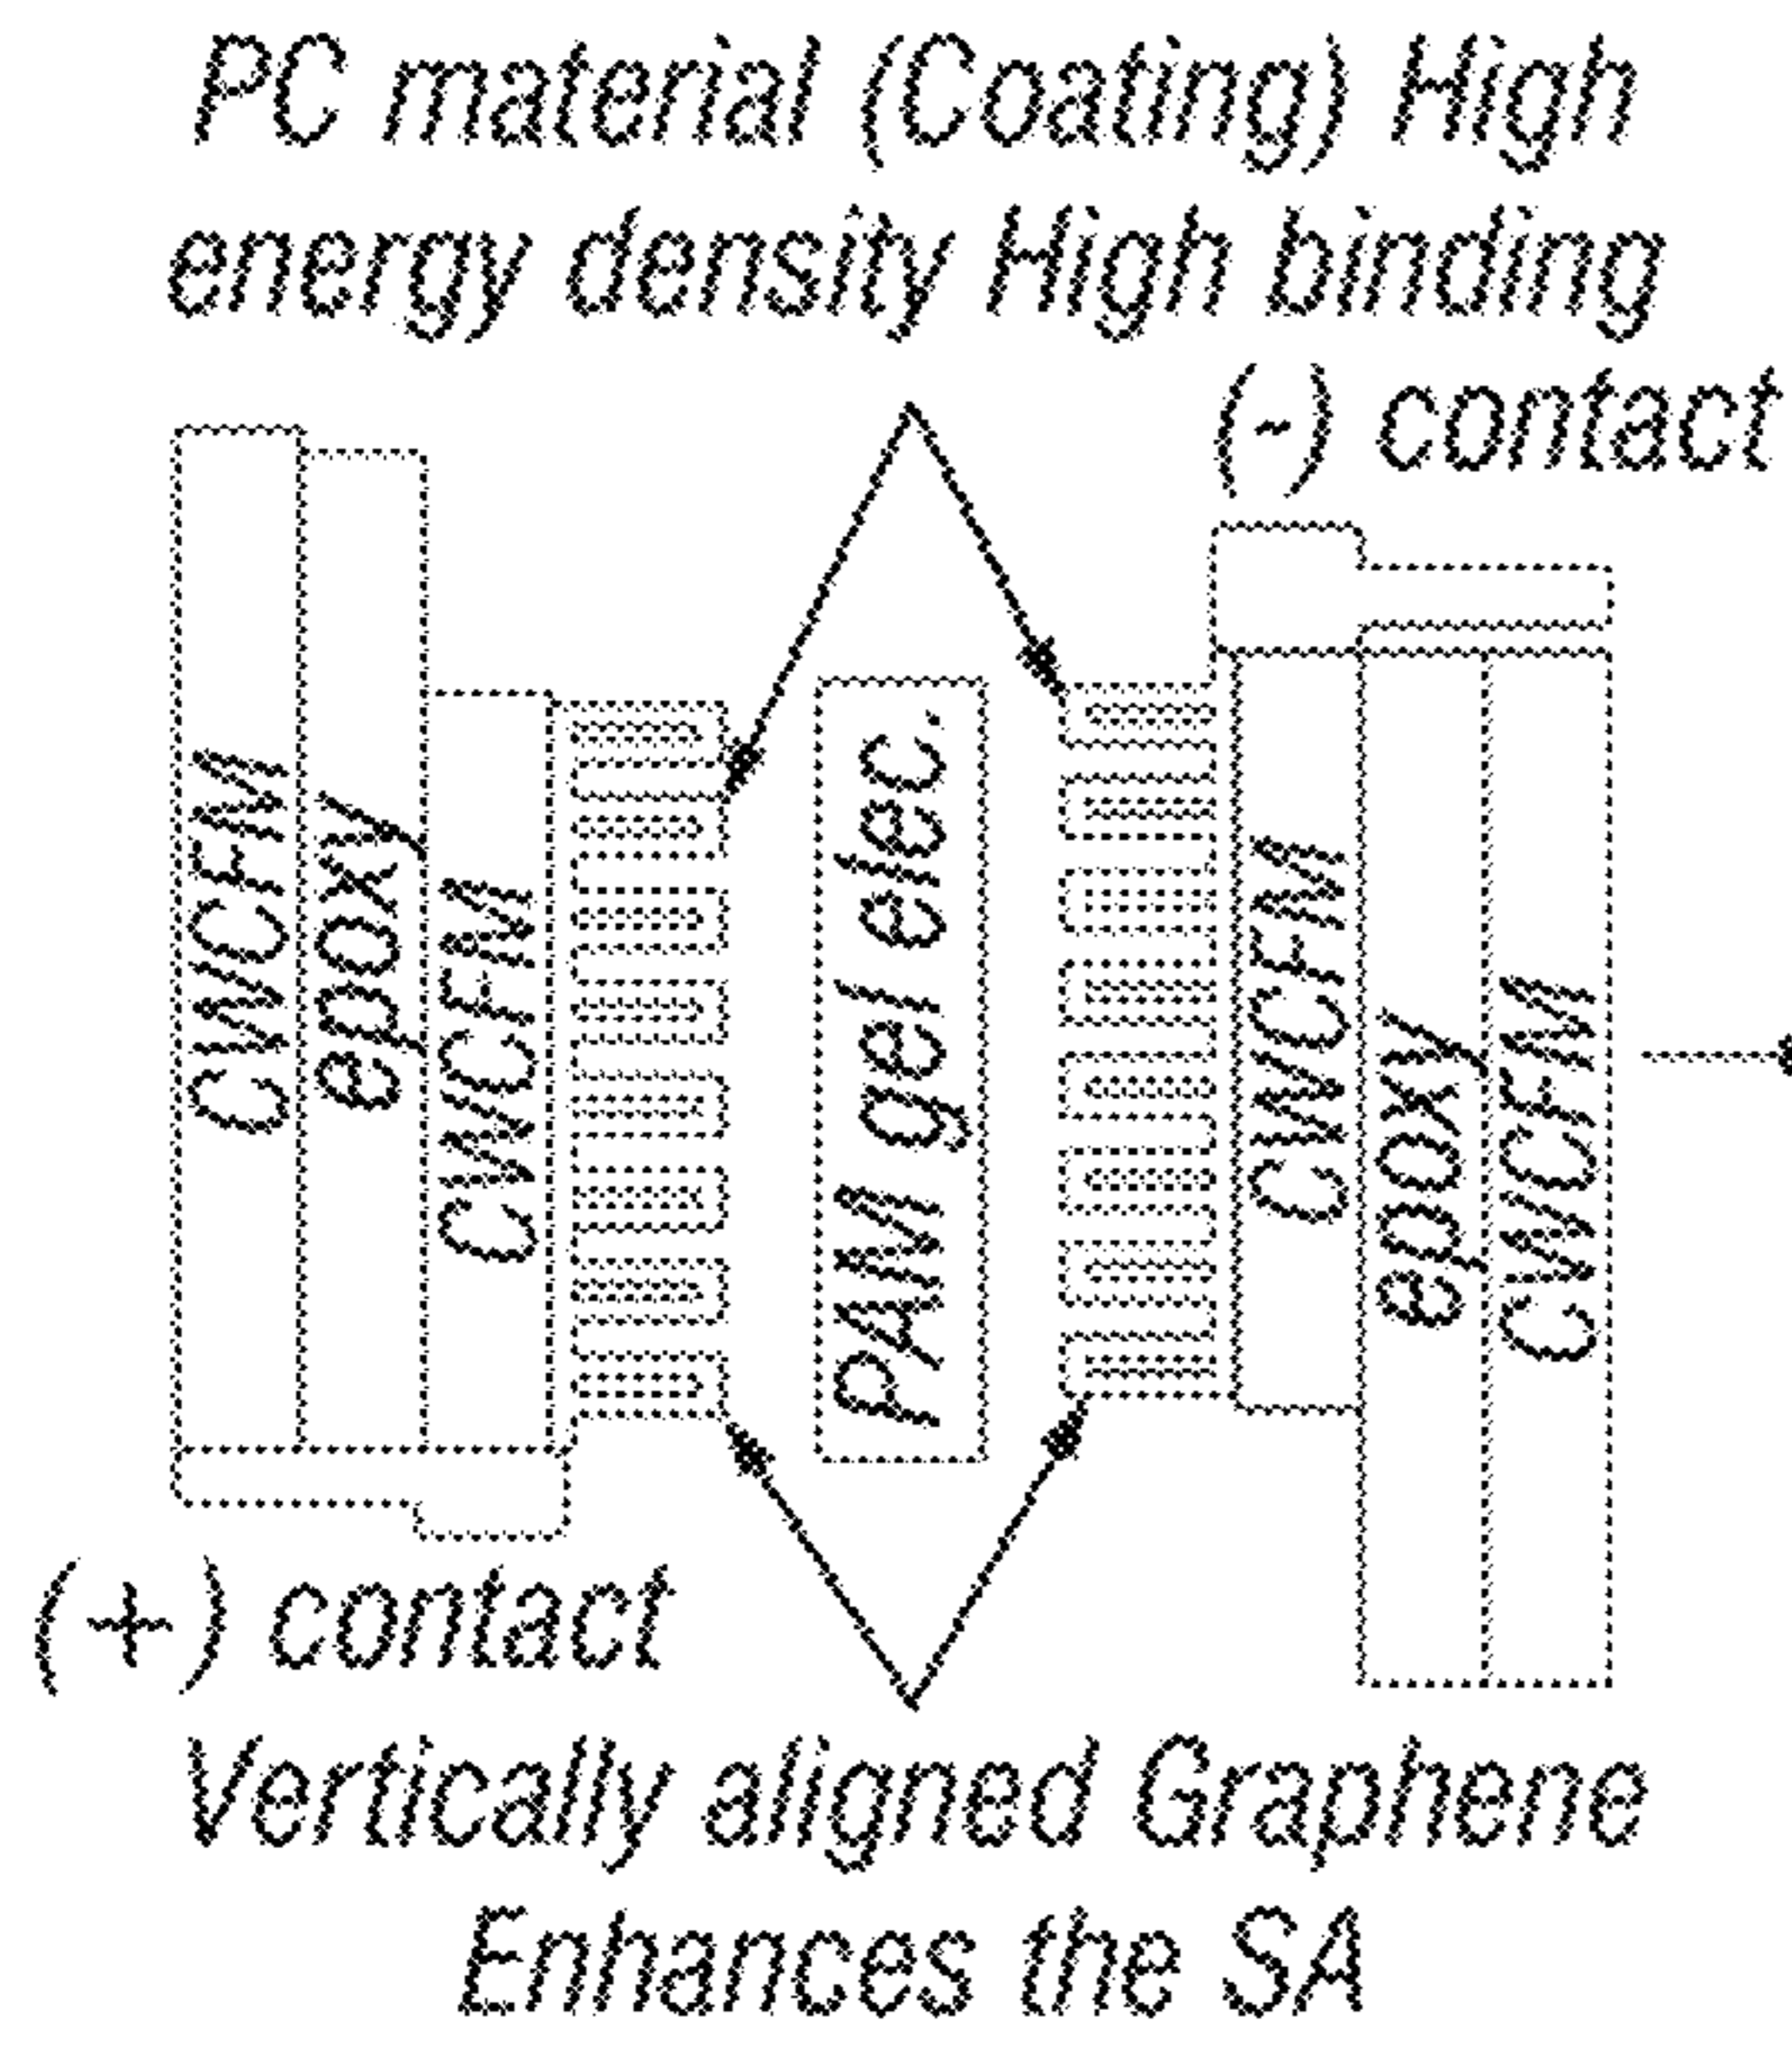 PC material (Coating) High
energy density High binding
(-) contact
CWCFM
epoxy
CWCFM
PAM gel elec.
CWCFM
epoxy
CWCFM
(+) contact
Vertically aligned Graphene
Enhances the SA